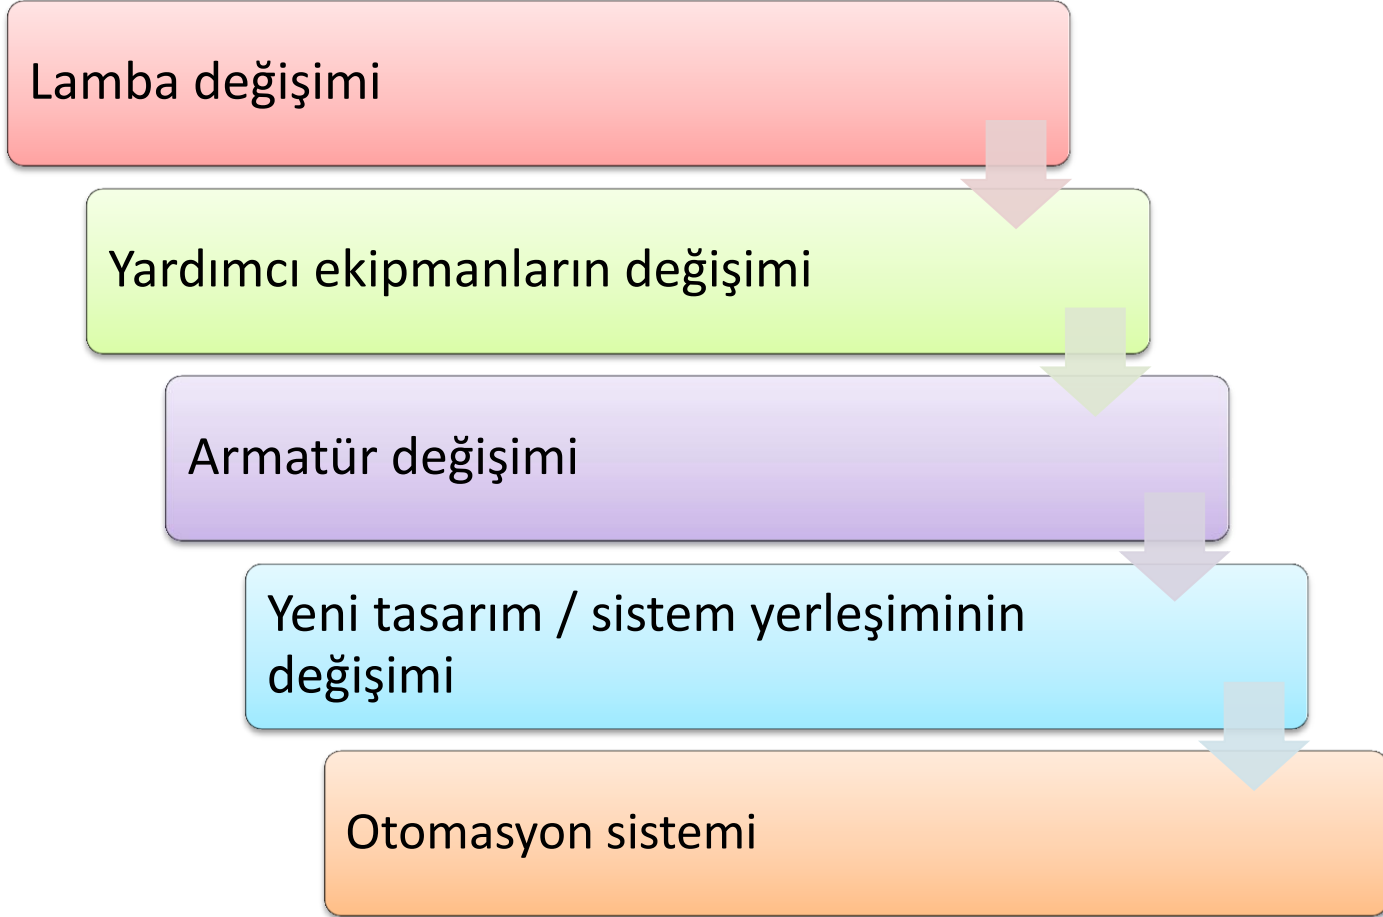 Lamba değişimi
Yardımcı ekipmanların değişimi
Armatür değişimi
Yeni tasarım / sistem yerleşiminin
değişimi
Otomasyon sistemi